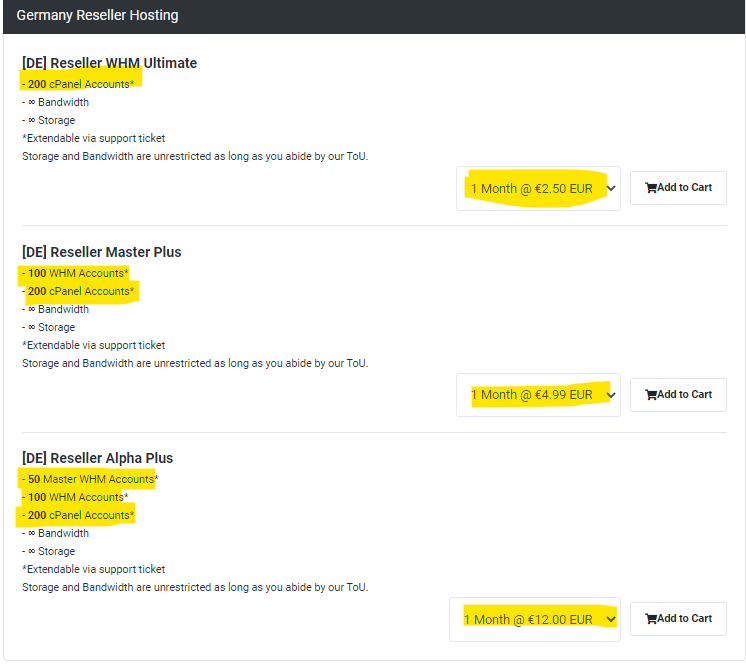 Germany Reseller Hosting
[DE] Reseller WHM Ultimate
- 200 cPanel Accounts*
- ∞ Bandwidth
- ∞ Storage
*Extendable via support ticket
Storage and Bandwidth are unrestricted as long as you abide by our ToU.
1 Month @ €2.50 EUR Add to Cart
[DE] Reseller Master Plus
- 100 WHM Accounts*
- 200 cPanel Accounts*
- ∞ Bandwidth
- ∞ Storage
*Extendable via support ticket
Storage and Bandwidth are unrestricted as long as you abide by our ToU.
1 Month @ €4.99 EUR Add to Cart
[DE] Reseller Alpha Plus
- 50 Master WHM Accounts*
- 100 WHM Accounts*
- 200 cPanel Accounts*
- ∞ Bandwidth
- ∞ Storage
*Extendable via support ticket
Storage and Bandwidth are unrestricted as long as you abide by our ToU.
1 Month @ €12.00 EUR Add to Cart